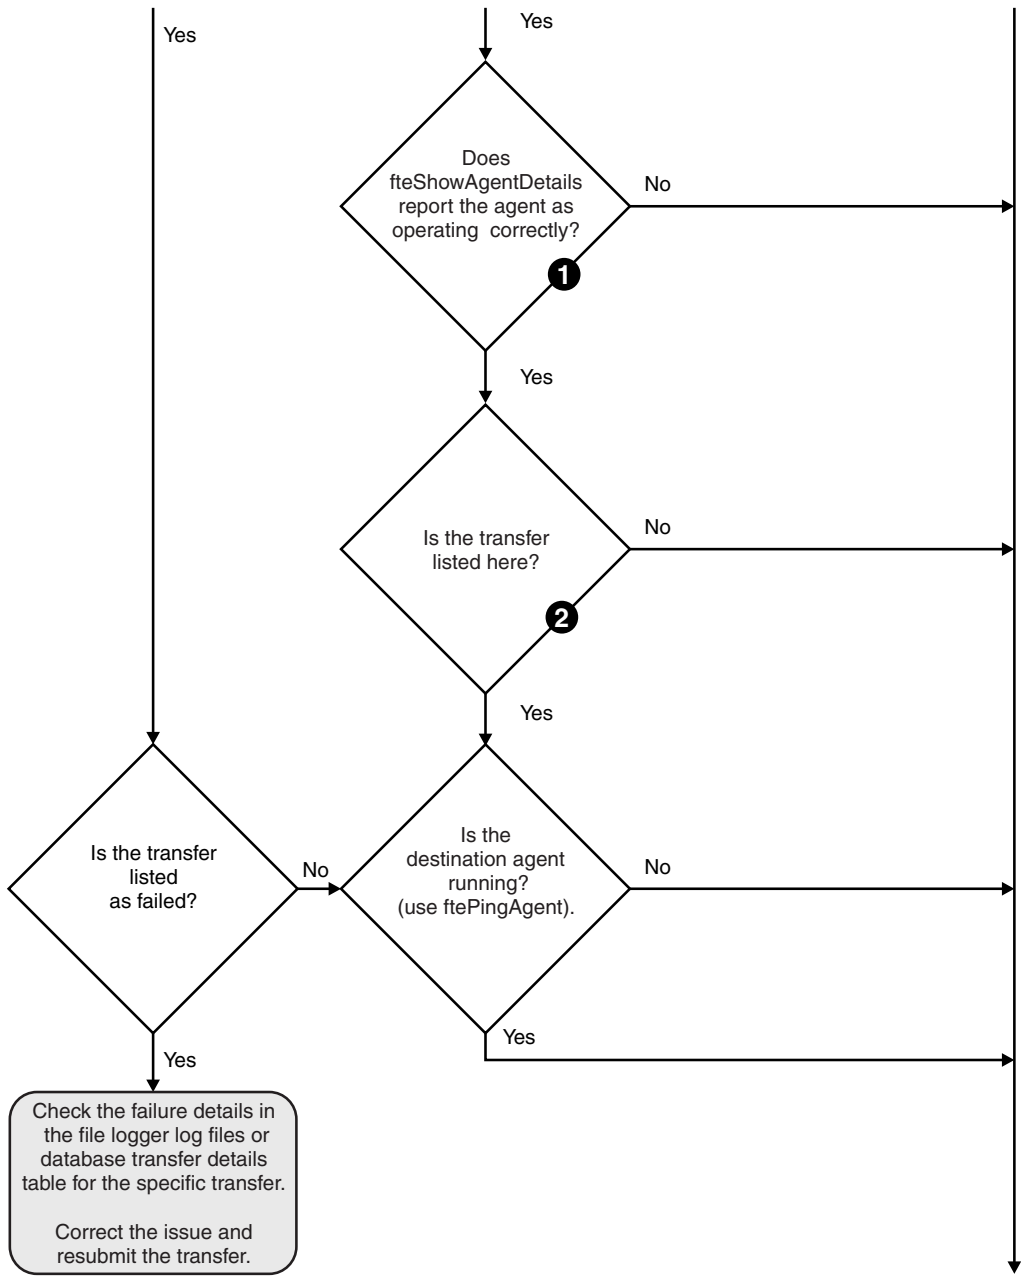 Yes
Yes
Does
fteShowAgentDetails
report the agent as
operating correctly?
No
1
Yes
Is the transfer
listed here?
No
2
Yes
Is the transfer
listed
as failed?
No
Is the
destination agent
running?
(use ftePingAgent).
No
Yes
Yes
Check the failure details in
the file logger log files or
database transfer details
table for the specific transfer.
Correct the issue and
resubmit the transfer.